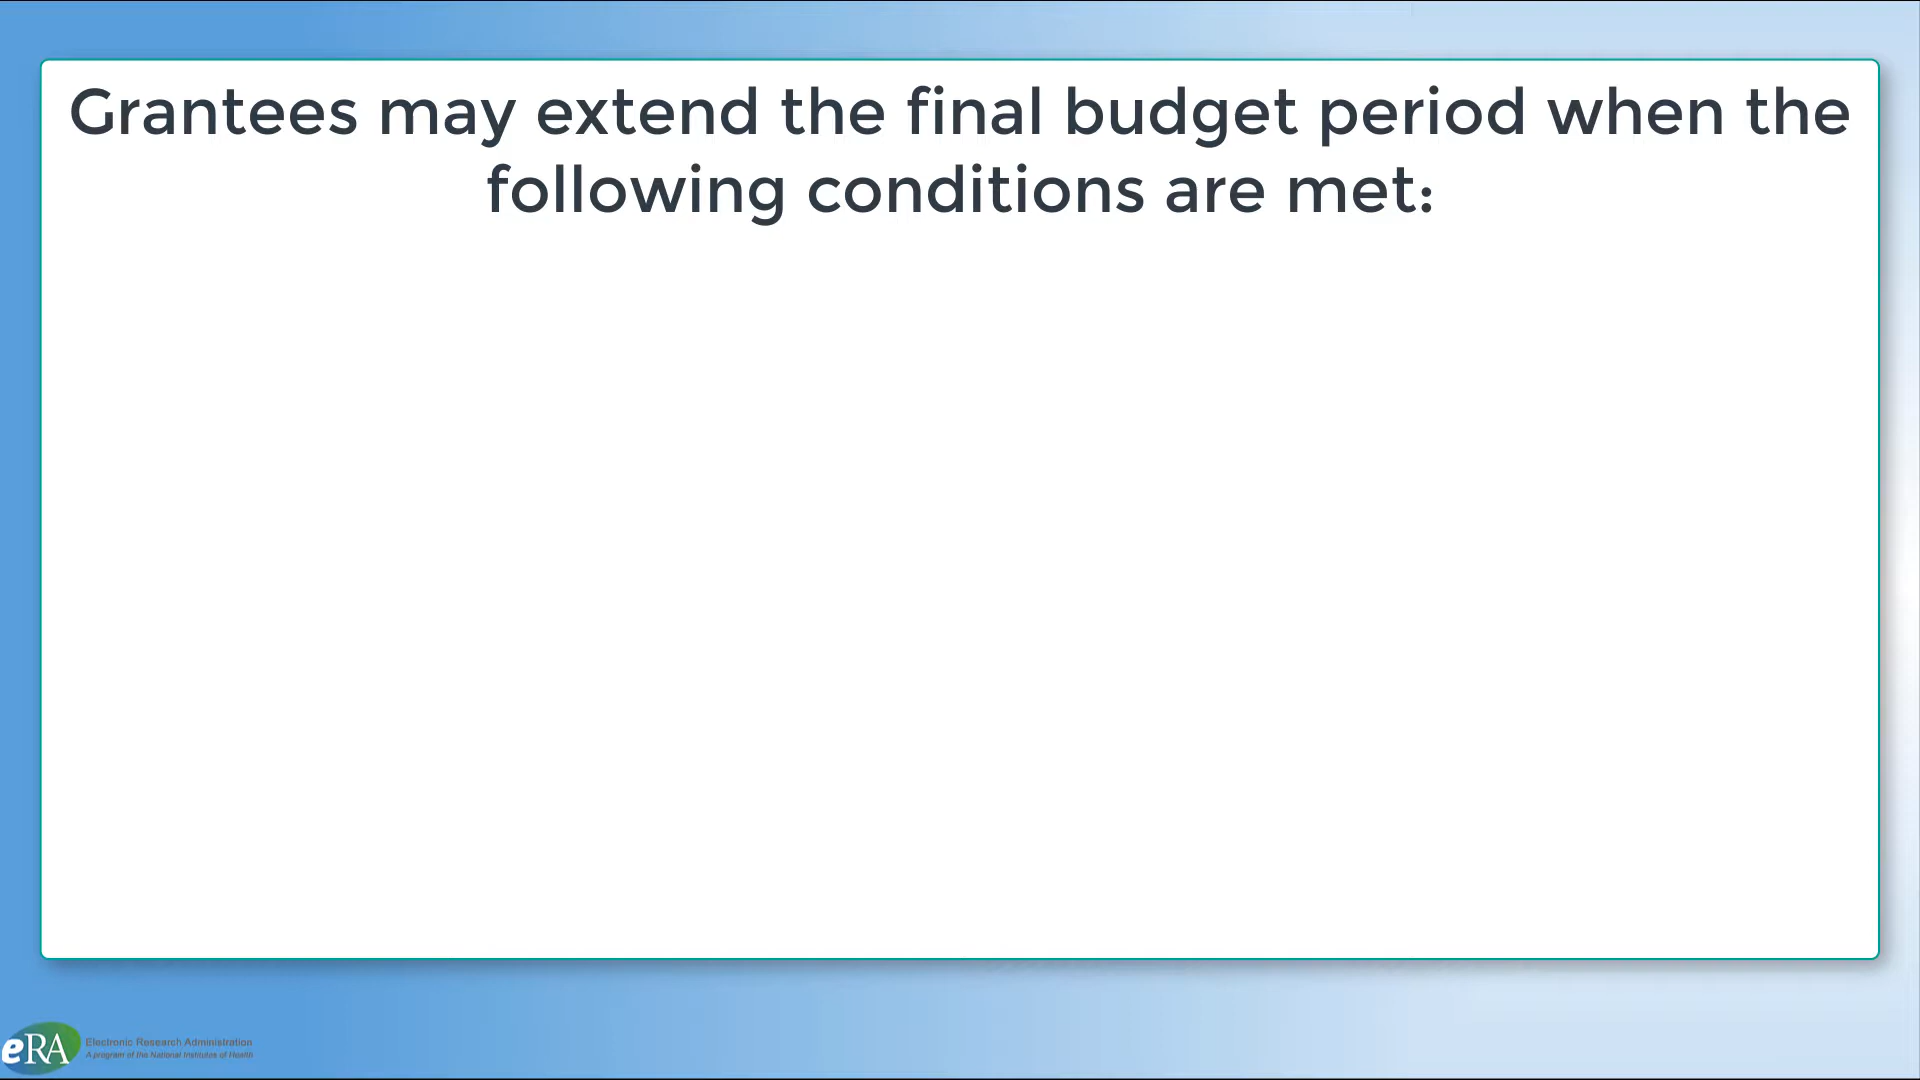 Grantees may extend the final budget period when the
following conditions are met:
eRA
Electronic Research Administration
A program of the National Institutes of Health